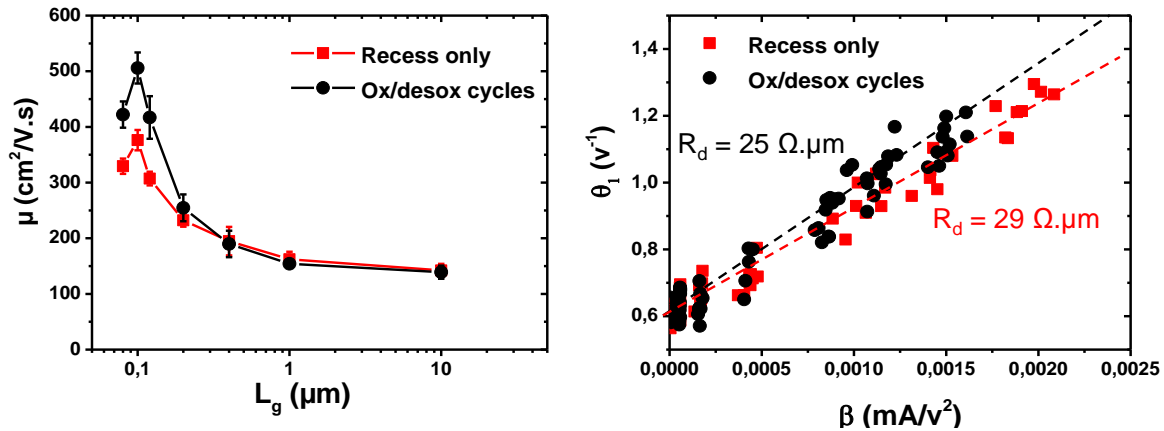 600
500
400
300
200
100
0
0,1
1
10
μ (cm²/V.s)
L_g (μm)
Recess only
Ox/desox cycles
1,4
1,2
1,0
0,8
0,6
0,0000
0,0005
0,0010
0,0015
0,0020
0,0025
θ₁ (v⁻¹)
β (mA/v²)
Recess only
Ox/desox cycles
R_d = 25 Ω.μm
R_d = 29 Ω.μm